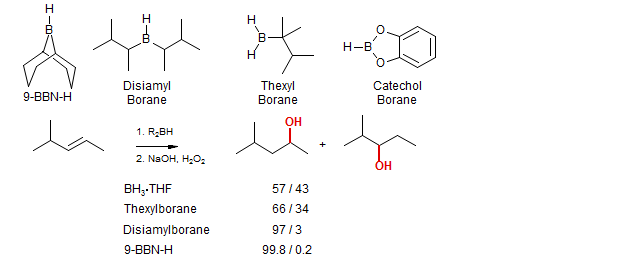 H
B
H
B
H
B
H
H-B
O
O
9-BBN-H
Disiamyl
Borane
Thexyl
Borane
Catechol
Borane
1. R₂BH
2. NaOH, H₂O₂
OH
+
OH
BH₃•THF 57 / 43
Thexylborane 66 / 34
Disiamylborane 97 / 3
9-BBN-H 99.8 / 0.2